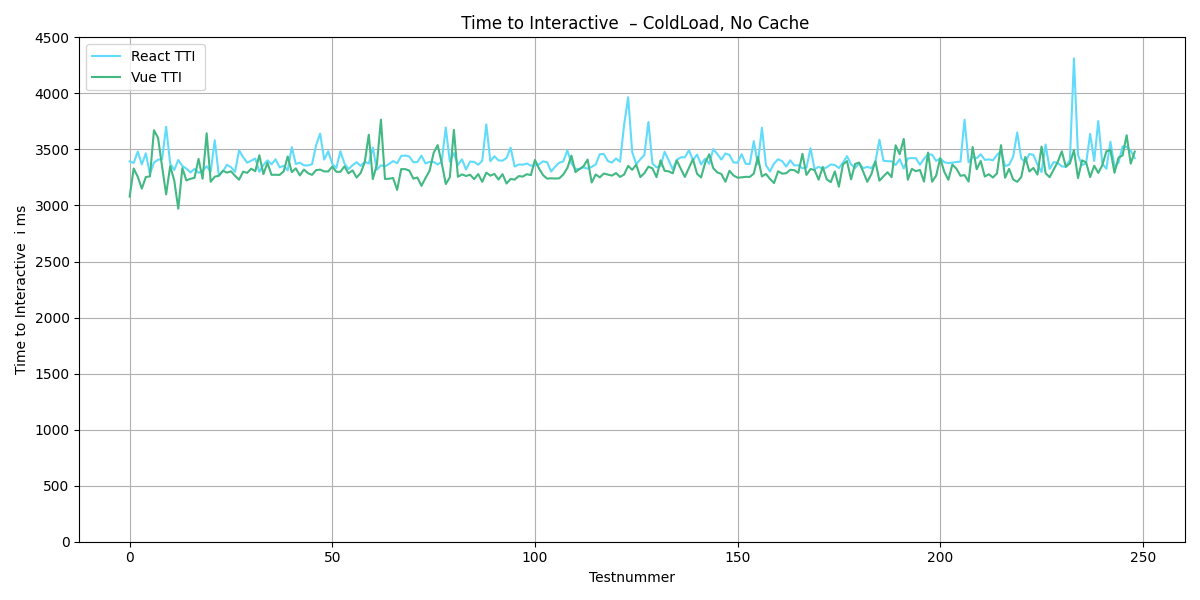 Time to Interactive  – ColdLoad, No Cache
React TTI
Vue TTI
4500
4000
3500
3000
2500
2000
1500
1000
500
0
Time to Interactive  i ms
0 50 100 150 200 250
Testnummer